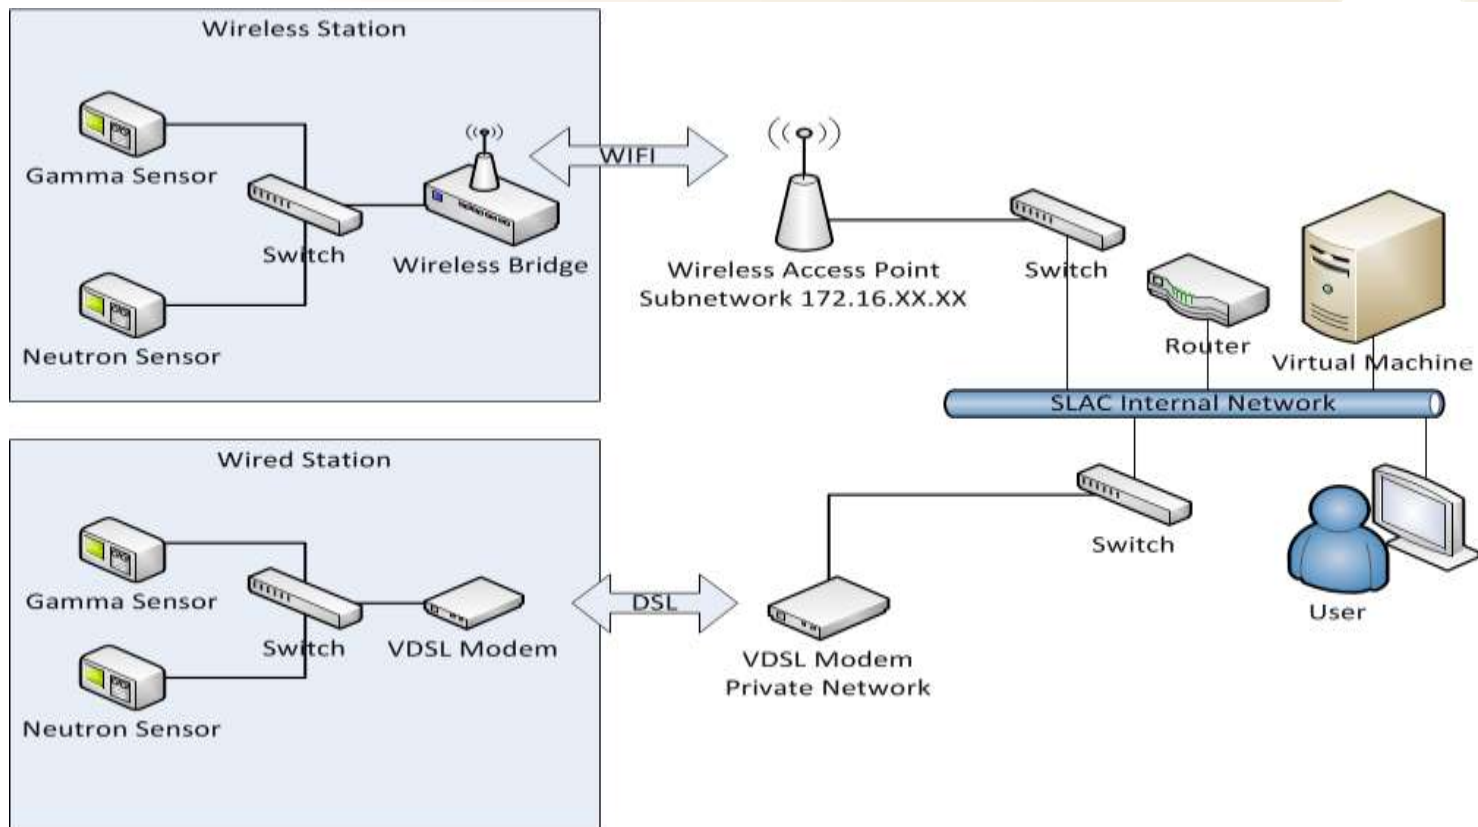 Wireless Station
Gamma Sensor
Switch
Wireless Bridge
Neutron Sensor
WIFI
Wireless Access Point
Subnetwork 172.16.XX.XX
Switch
Router
Virtual Machine
SLAC Internal Network
Wired Station
Gamma Sensor
Switch
VDSL Modem
Neutron Sensor
DSL
VDSL Modem
Private Network
Switch
User